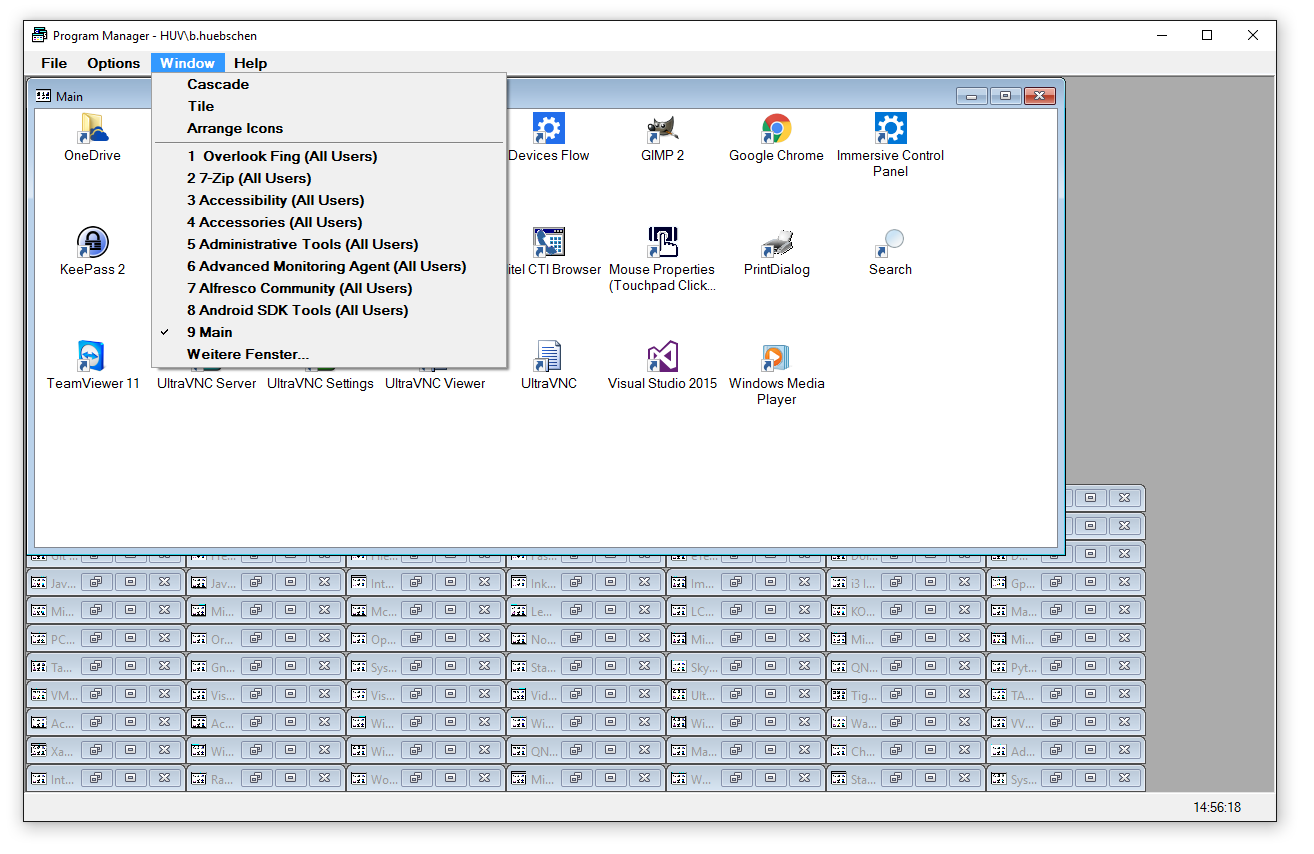 Program Manager - HUV\b.huebschen
File Options Window Help
Cascade
Tile
Arrange Icons
1 Overlook Fing (All Users)
2 7-Zip (All Users)
3 Accessibility (All Users)
4 Accessories (All Users)
5 Administrative Tools (All Users)
6 Advanced Monitoring Agent (All Users)
7 Alfresco Community (All Users)
8 Android SDK Tools (All Users)
9 Main
Weitere Fenster...
Main
OneDrive
Devices Flow
GIMP 2
Google Chrome
Immersive Control
Panel
KeePass 2
itel CTI Browser
Mouse Properties
(Touchpad Click...
PrintDialog
Search
TeamViewer 11
UltraVNC Server
UltraVNC Settings
UltraVNC Viewer
UltraVNC
Visual Studio 2015
Windows Media
Player
Jav... Jav... Int... Ink... Im... i3 I... Gp...
Mi... Mi... Mc... Le... LC... KO... Ma...
PC... Or... Op... No... Mi... Mi... Mi...
Ta... Gn... Sys... Sta... Sky... QN... Pyt...
VM... Vis... Vis... Vid... Ult... Tig... TA...
Ac... Ac... Wi... Wi... Wi... Wa... VV...
Xa... Wi... Wi... QN... Ma... Ch... Ad...
Int... Ra... Wo... Mi... W... Sta... Sys...
14:56:18